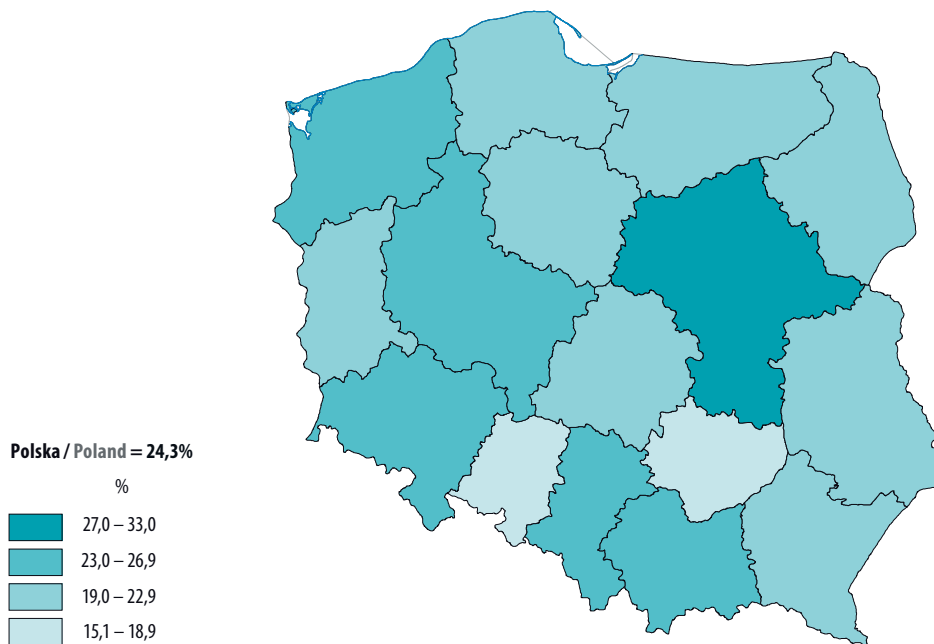 Polska / Poland = 24,3%
%
27,0 – 33,0
23,0 – 26,9
19,0 – 22,9
15,1 – 18,9